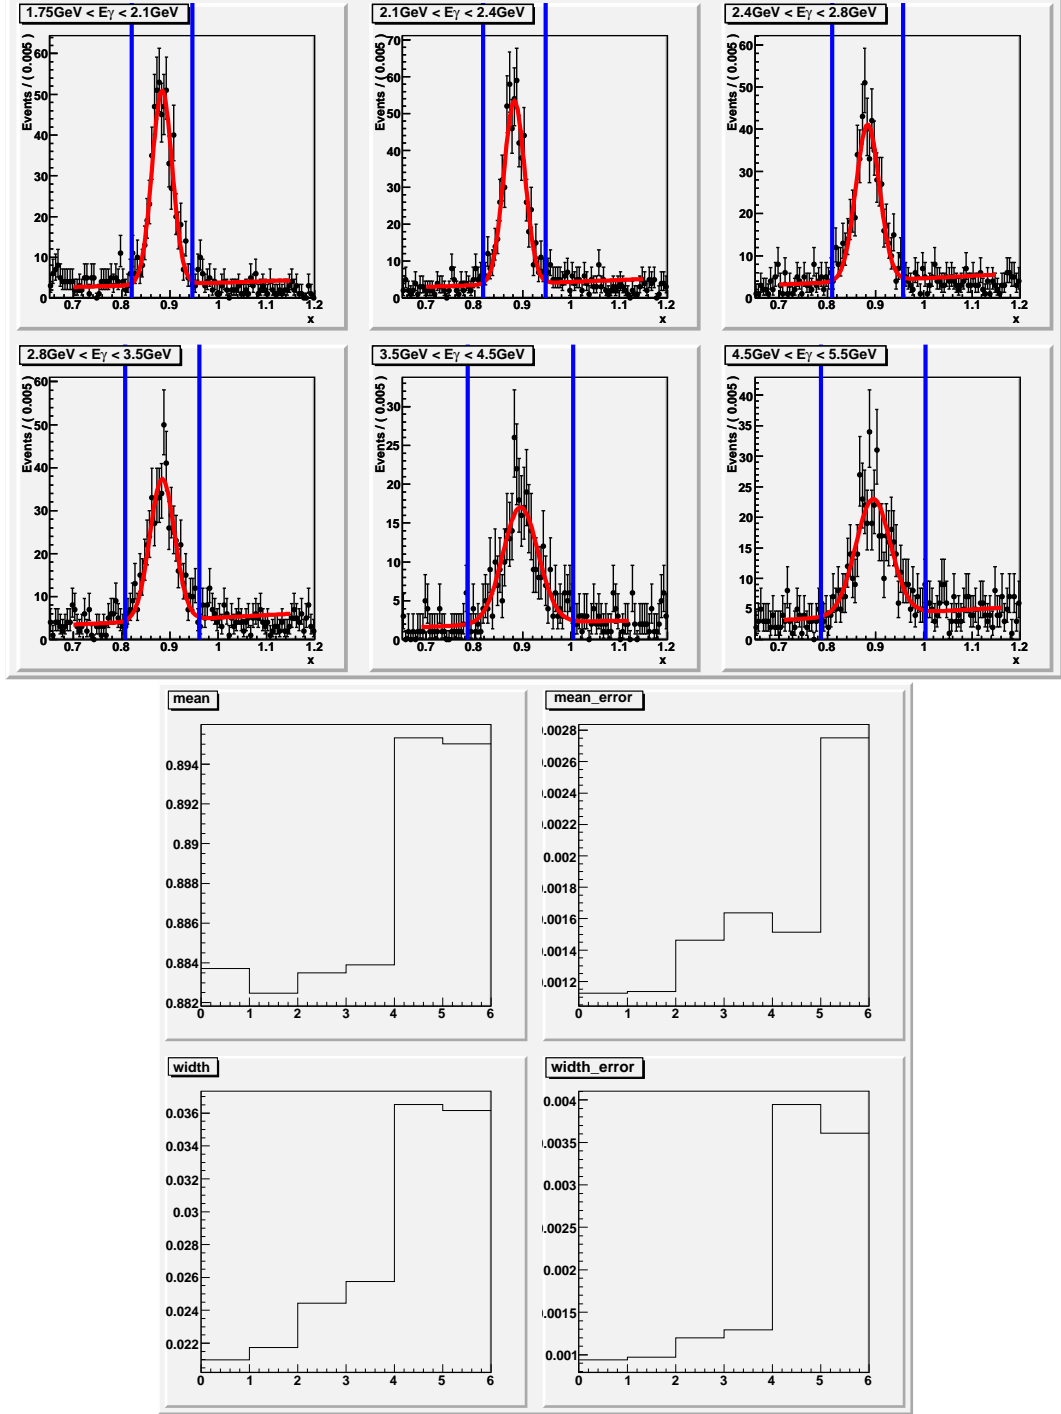 1.75GeV < Eγ < 2.1GeV
Events / ( 0.005 )
60
50
40
30
20
10
0
0.7 0.8 0.9 1 1.1 1.2
x
2.1GeV < Eγ < 2.4GeV
Events / ( 0.005 )
70
60
50
40
30
20
10
0
0.7 0.8 0.9 1 1.1 1.2
x
2.4GeV < Eγ < 2.8GeV
Events / ( 0.005 )
60
50
40
30
20
10
0
0.7 0.8 0.9 1 1.1 1.2
x
2.8GeV < Eγ < 3.5GeV
Events / ( 0.005 )
60
50
40
30
20
10
0
0.7 0.8 0.9 1 1.1 1.2
x
3.5GeV < Eγ < 4.5GeV
Events / ( 0.005 )
30
25
20
15
10
5
0
0.7 0.8 0.9 1 1.1 1.2
x
4.5GeV < Eγ < 5.5GeV
Events / ( 0.005 )
40
35
30
25
20
15
10
5
0
0.7 0.8 0.9 1 1.1 1.2
x
mean
0.894
0.892
0.89
0.888
0.886
0.884
0.882
0 1 2 3 4 5 6
mean_error
.0028
.0026
.0024
.0022
.002
.0018
.0016
.0014
.0012
0 1 2 3 4 5 6
width
0.036
0.034
0.032
0.03
0.028
0.026
0.024
0.022
0 1 2 3 4 5 6
width_error
0.004
.0035
0.003
.0025
0.002
.0015
0.001
0 1 2 3 4 5 6